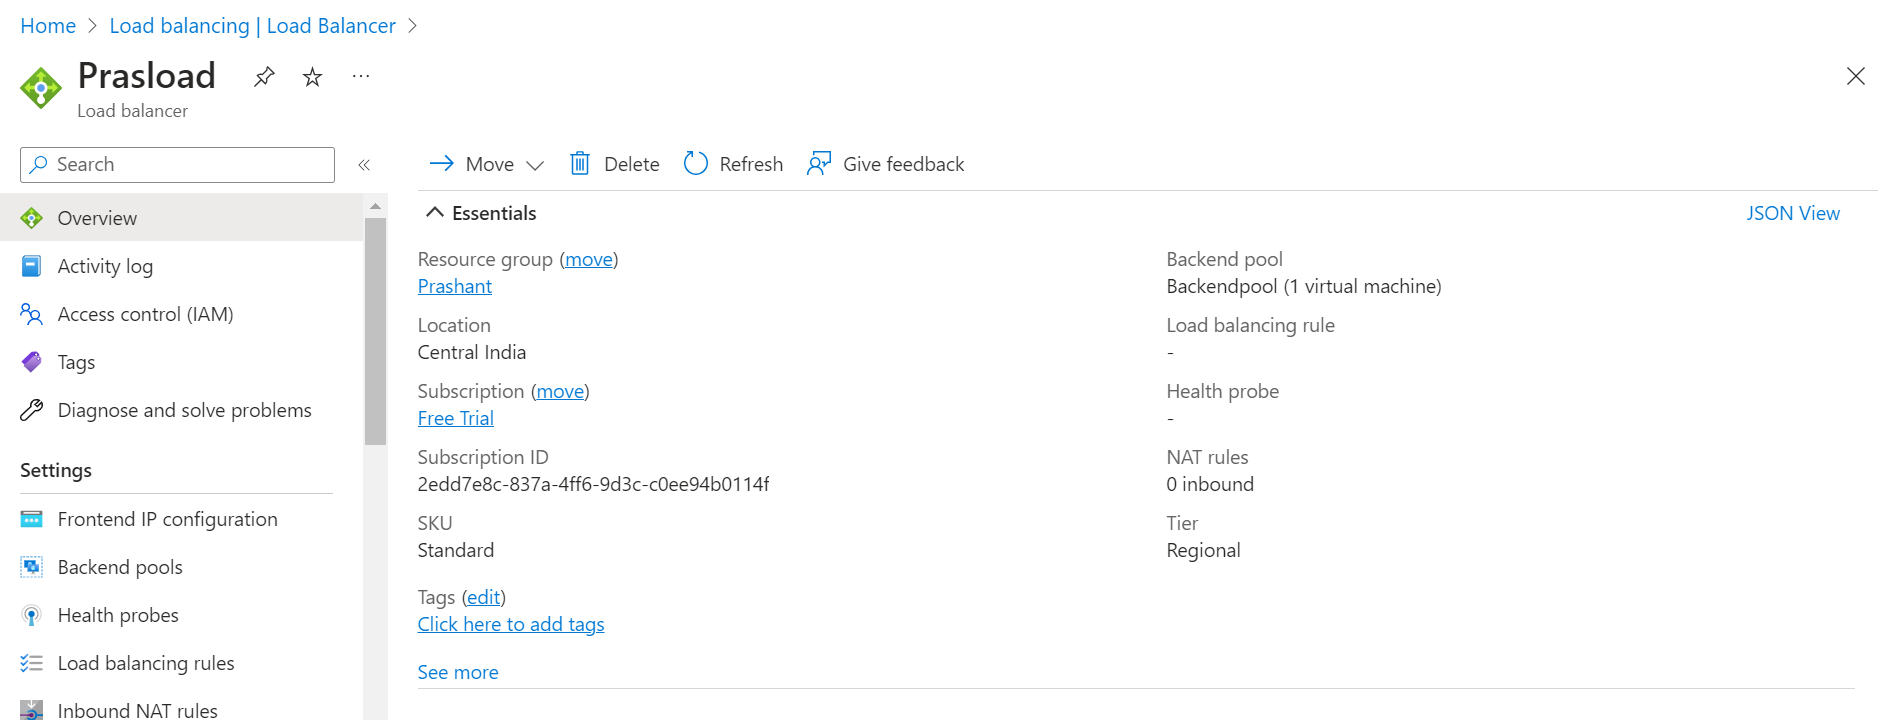 Home > Load balancing | Load Balancer >
Prasload
Load balancer
Search
Overview
Activity log
Access control (IAM)
Tags
Diagnose and solve problems
Settings
Frontend IP configuration
Backend pools
Health probes
Load balancing rules
Inbound NAT rules
Move
Delete
Refresh
Give feedback
Essentials
JSON View
Resource group (move)
Prashant
Location
Central India
Subscription (move)
Free Trial
Subscription ID
2edd7e8c-837a-4ff6-9d3c-c0ee94b0114f
SKU
Standard
Tags (edit)
Click here to add tags
See more
Backend pool
Backendpool (1 virtual machine)
Load balancing rule
-
Health probe
-
NAT rules
0 inbound
Tier
Regional